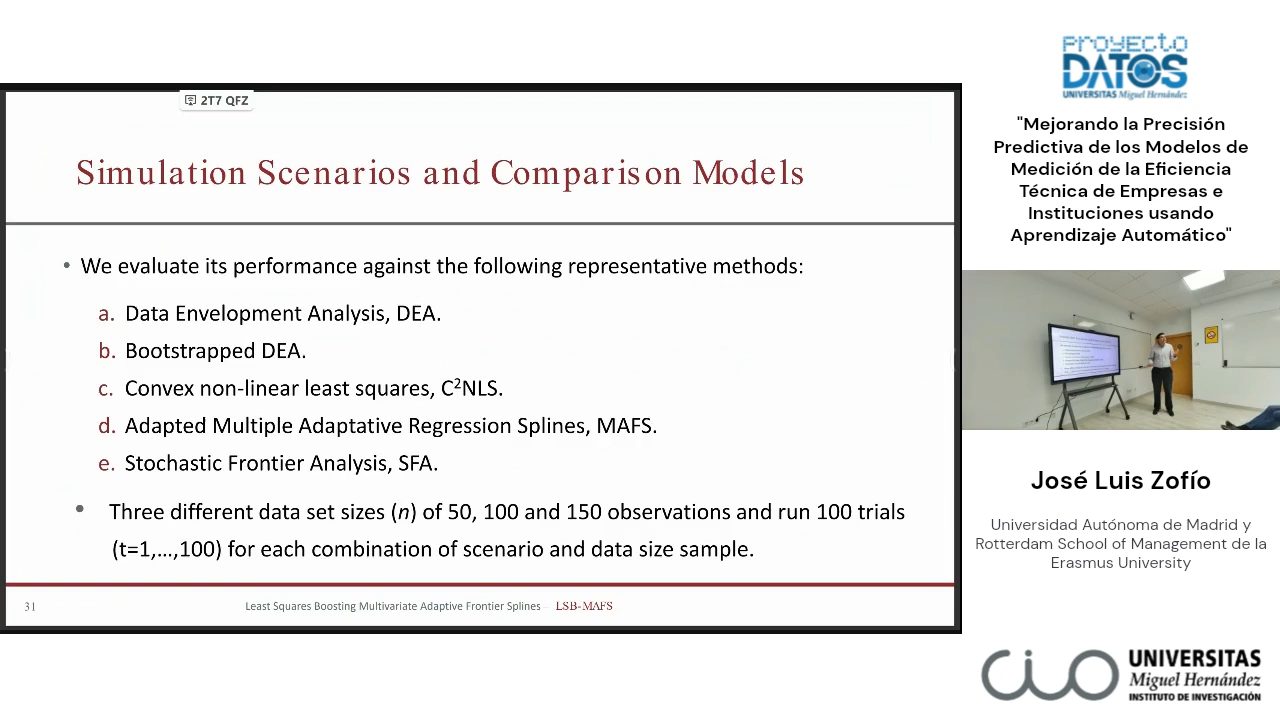 2T7 QFZ
Simulation Scenarios and Comparison Models
• We evaluate its performance against the following representative methods:
a. Data Envelopment Analysis, DEA.
b. Bootstrapped DEA.
c. Convex non-linear least squares, C²NLS.
d. Adapted Multiple Adaptative Regression Splines, MAFS.
e. Stochastic Frontier Analysis, SFA.
• Three different data set sizes (n) of 50, 100 and 150 observations and run 100 trials
(t=1,...,100) for each combination of scenario and data size sample.
31
Least Squares Boosting Multivariate Adaptive Frontier Splines – LSB-MAFS
PROYECTO
DATOS
UNIVERSITAS Miguel Hernández
"Mejorando la Precisión
Predictiva de los Modelos de
Medición de la Eficiencia
Técnica de Empresas e
Instituciones usando
Aprendizaje Automático"
José Luis Zofío
Universidad Autónoma de Madrid y
Rotterdam School of Management de la
Erasmus University
CIO
UNIVERSITAS
Miguel Hernández
INSTITUTO DE INVESTIGACIÓN